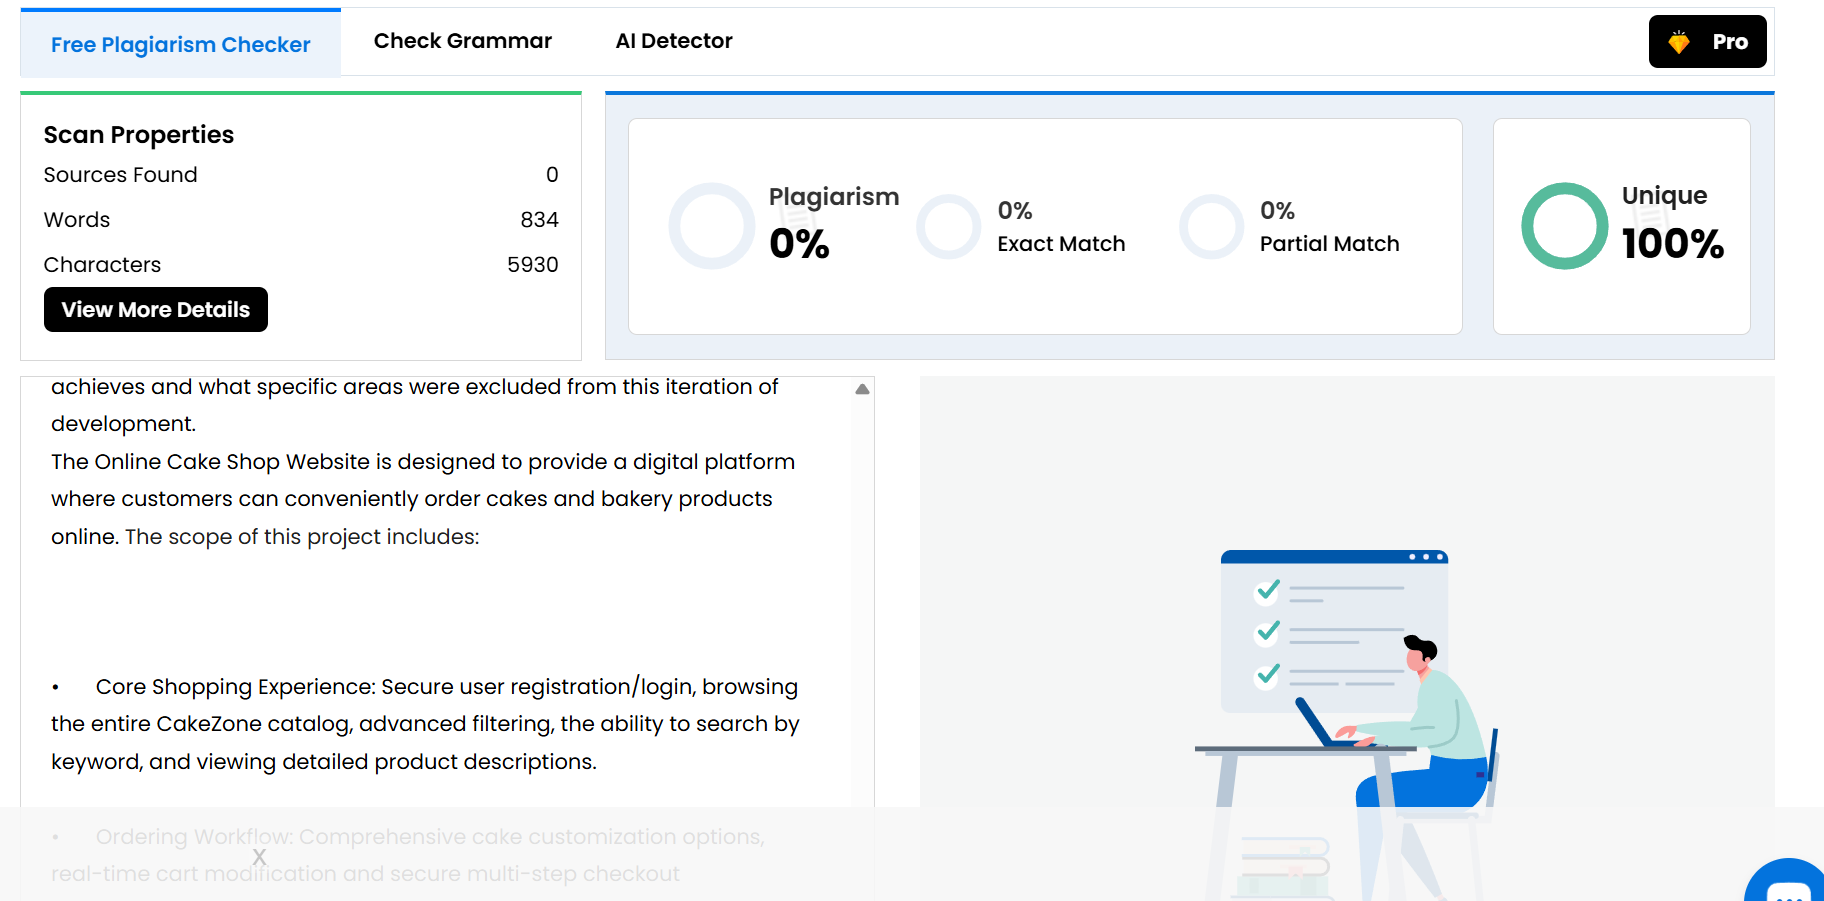 Free Plagiarism Checker
Check Grammar
AI Detector
Pro
Scan Properties
Sources Found 0
Words 834
Characters 5930
View More Details
Plagiarism
0%
0%
Exact Match
0%
Partial Match
Unique
100%
achieves and what specific areas were excluded from this iteration of
development.
The Online Cake Shop Website is designed to provide a digital platform
where customers can conveniently order cakes and bakery products
online. The scope of this project includes:
• Core Shopping Experience: Secure user registration/login, browsing
the entire CakeZone catalog, advanced filtering, the ability to search by
keyword, and viewing detailed product descriptions.
• Ordering Workflow: Comprehensive cake customization options,
real-time cart modification and secure multi-step checkout
X